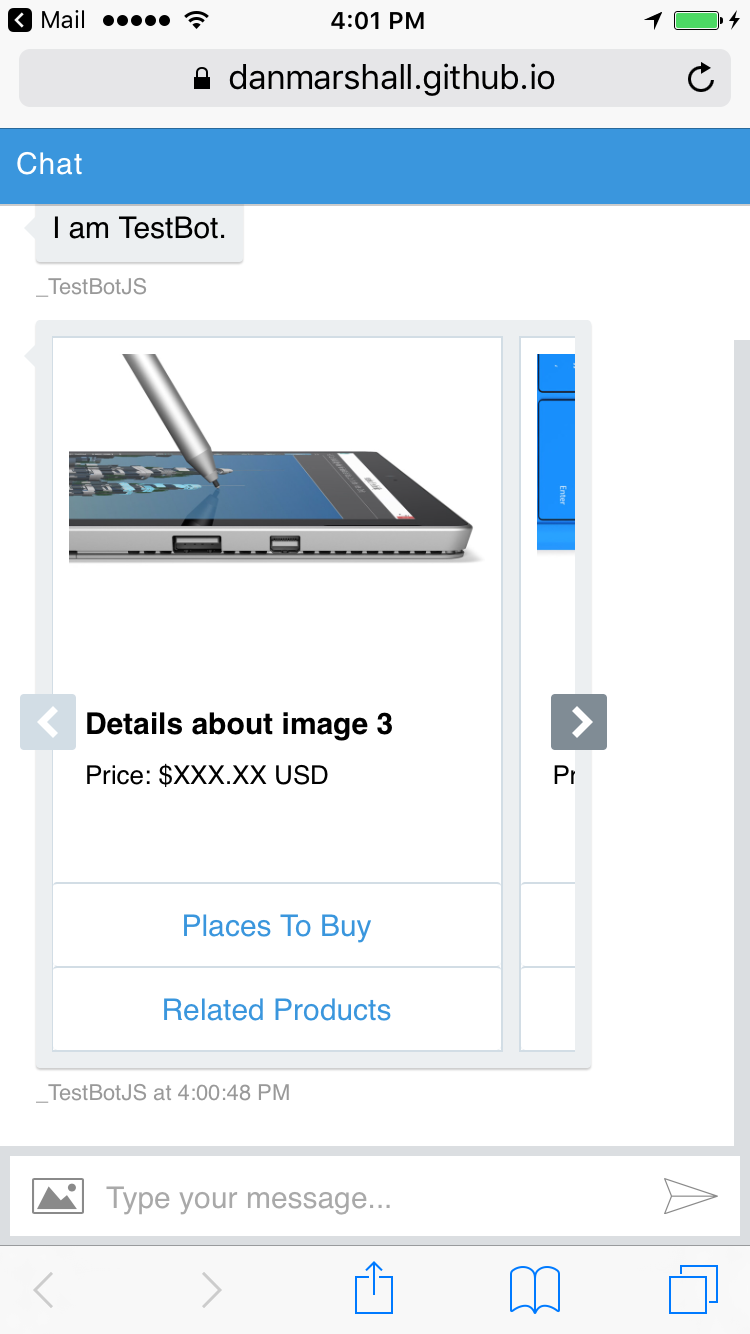 Mail
4:01 PM
danmarshall.github.io
Chat
I am TestBot.
_TestBotJS
Enter
Details about image 3
Price: $XXX.XX USD
Pr
Places To Buy
Related Products
_TestBotJS at 4:00:48 PM
Type your message...